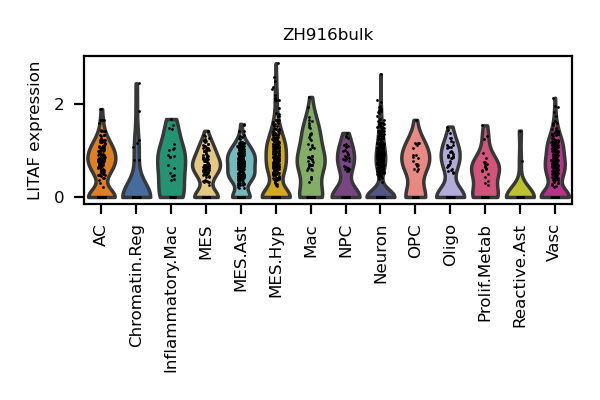 ZH916bulk
LITAF expression
2
0
AC
Chromatin.Reg
Inflammatory.Mac
MES
MES.Ast
MES.Hyp
Mac
NPC
Neuron
OPC
Oligo
Prolif.Metab
Reactive.Ast
Vasc